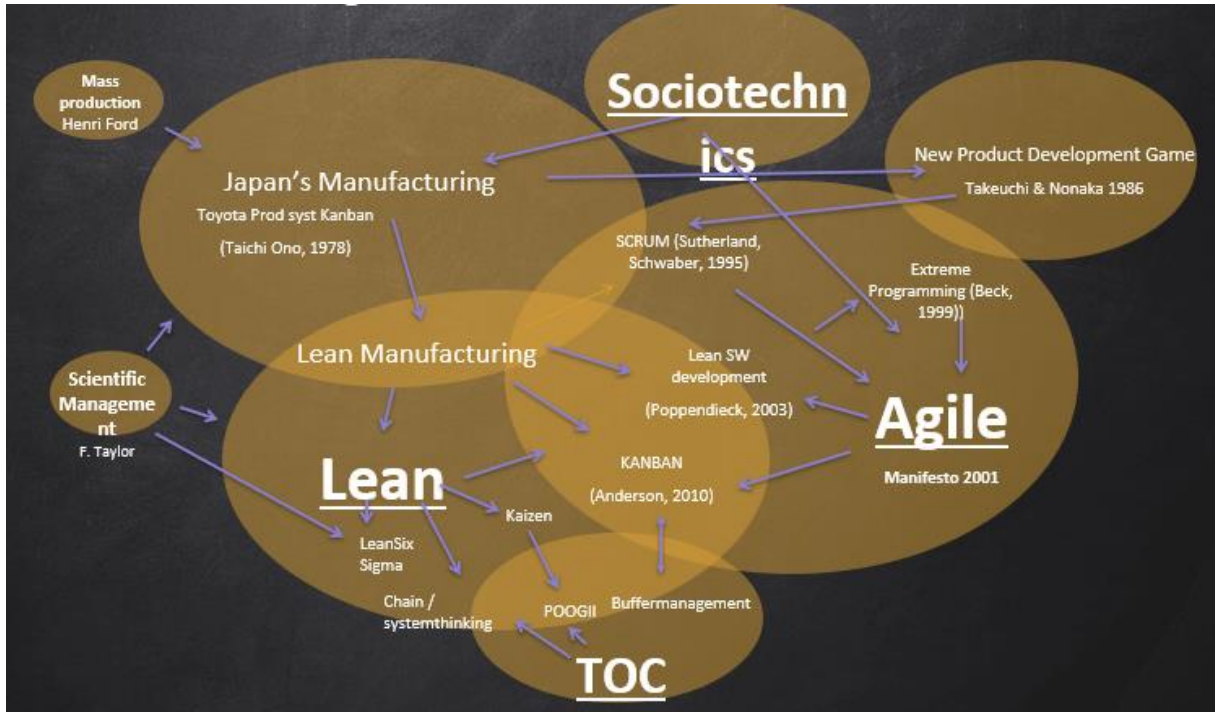 Mass
production
Henri Ford
Sociotechn
ics
New Product Development Game
Takeuchi & Nonaka 1986
Japan's Manufacturing
Toyota Prod syst Kanban
(Taichi Ono, 1978)
SCRUM (Sutherland,
Schwaber, 1995)
Extreme
Programming (Beck,
1999))
Lean Manufacturing
Lean SW
development
(Poppendieck, 2003)
Scientific
Manageme
nt
F. Taylor
Agile
Manifesto 2001
Lean
KANBAN
(Anderson, 2010)
Kaizen
LeanSix
Sigma
Chain /
systemthinking
POOGII
Buffermanagement
TOC